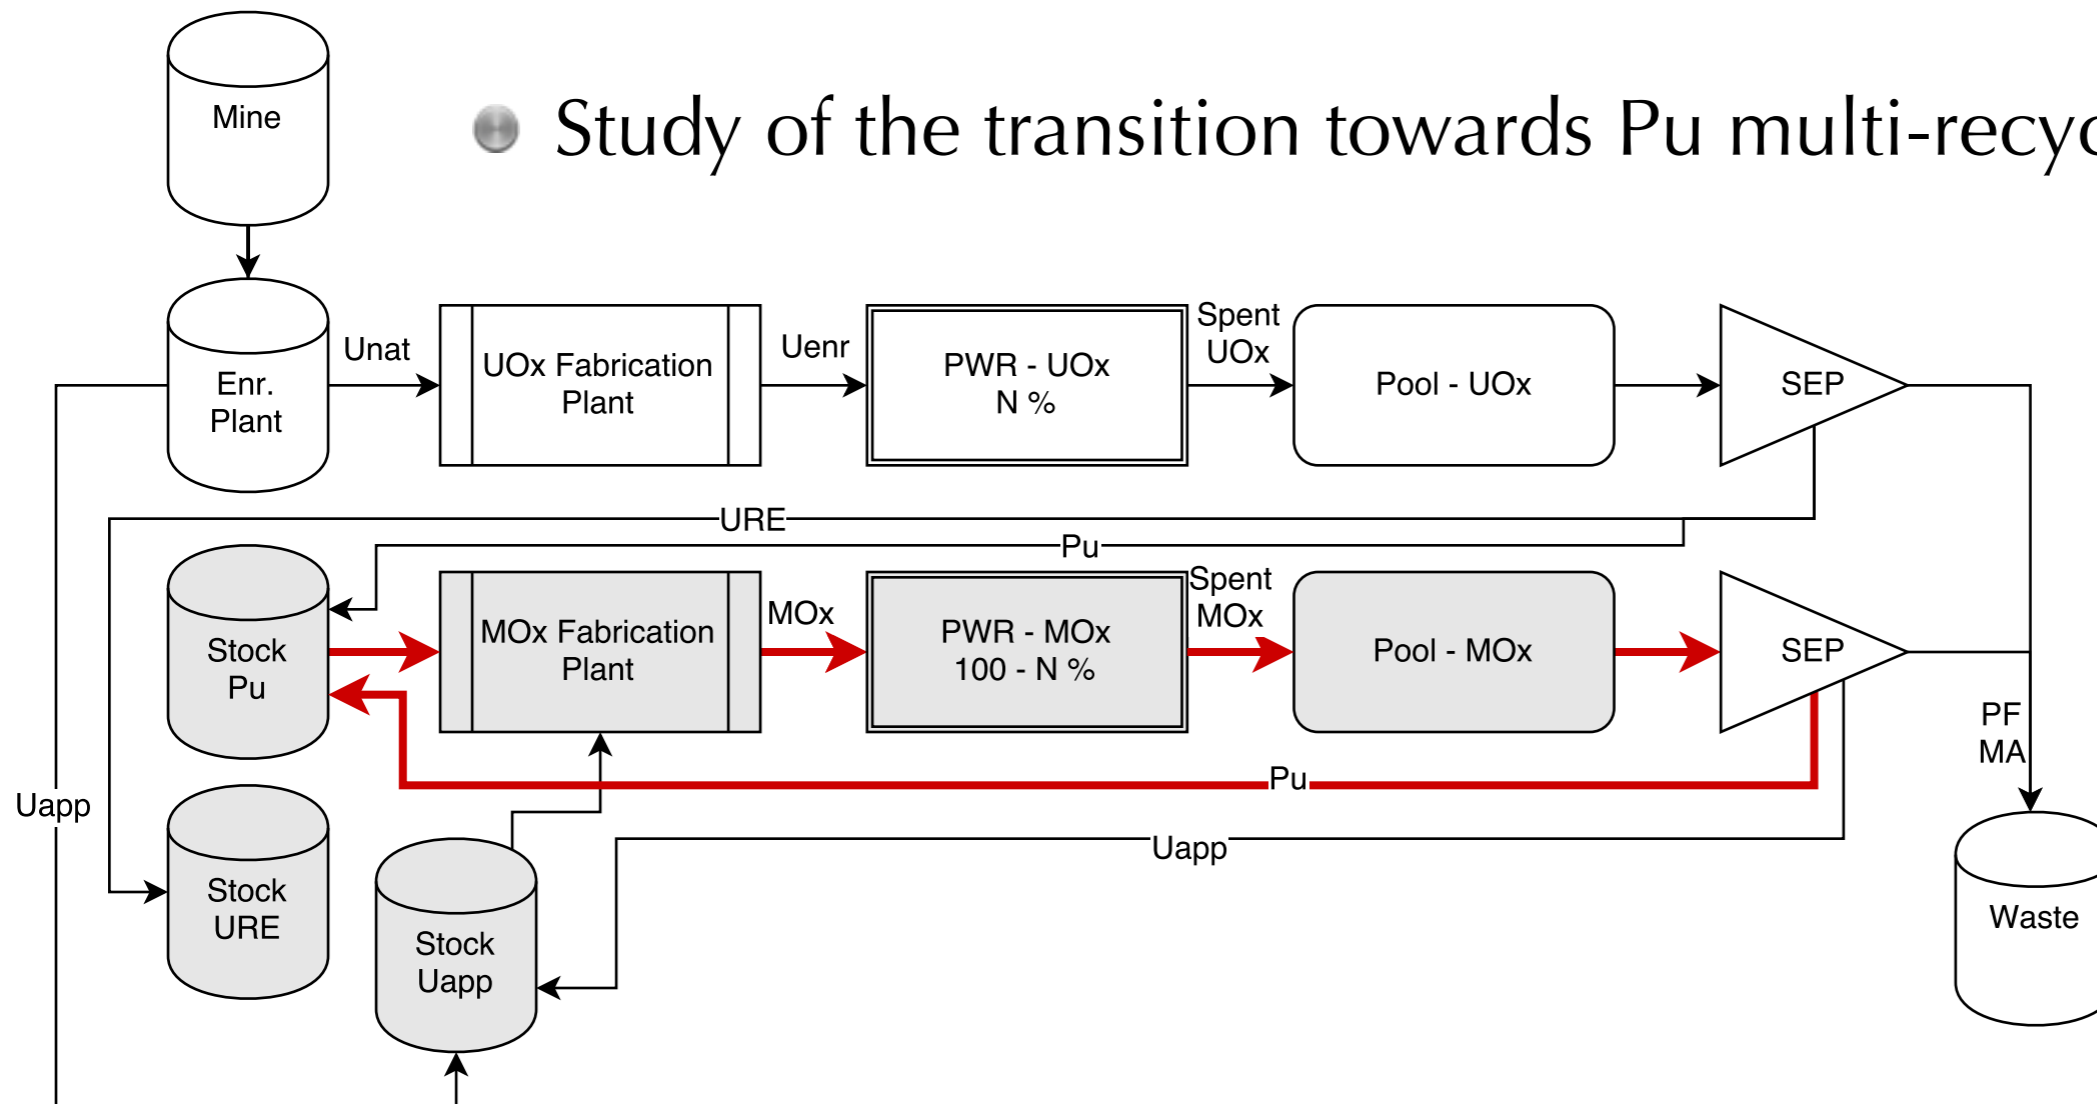 Mine
Study of the transition towards Pu multi-recyc
Enr.
Plant
Unat
UOx Fabrication
Plant
Uenr
PWR - UOx
N %
Spent
UOx
Pool - UOx
SEP
URE
Pu
Stock
Pu
MOx Fabrication
Plant
MOx
PWR - MOx
100 - N %
Spent
MOx
Pool - MOx
SEP
PF
MA
Pu
Uapp
Uapp
Stock
URE
Stock
Uapp
Waste